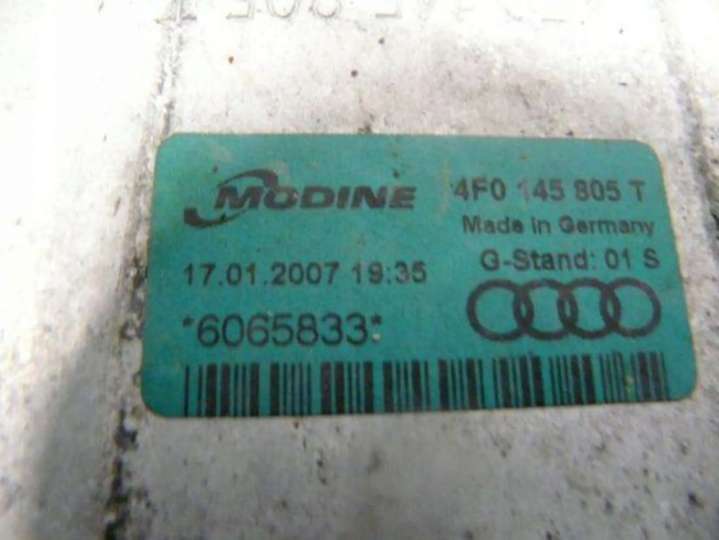 MODINE
4F0 145 805 T
Made in Germany
G-Stand: 01 S
17.01.2007 19:35
*6065833*